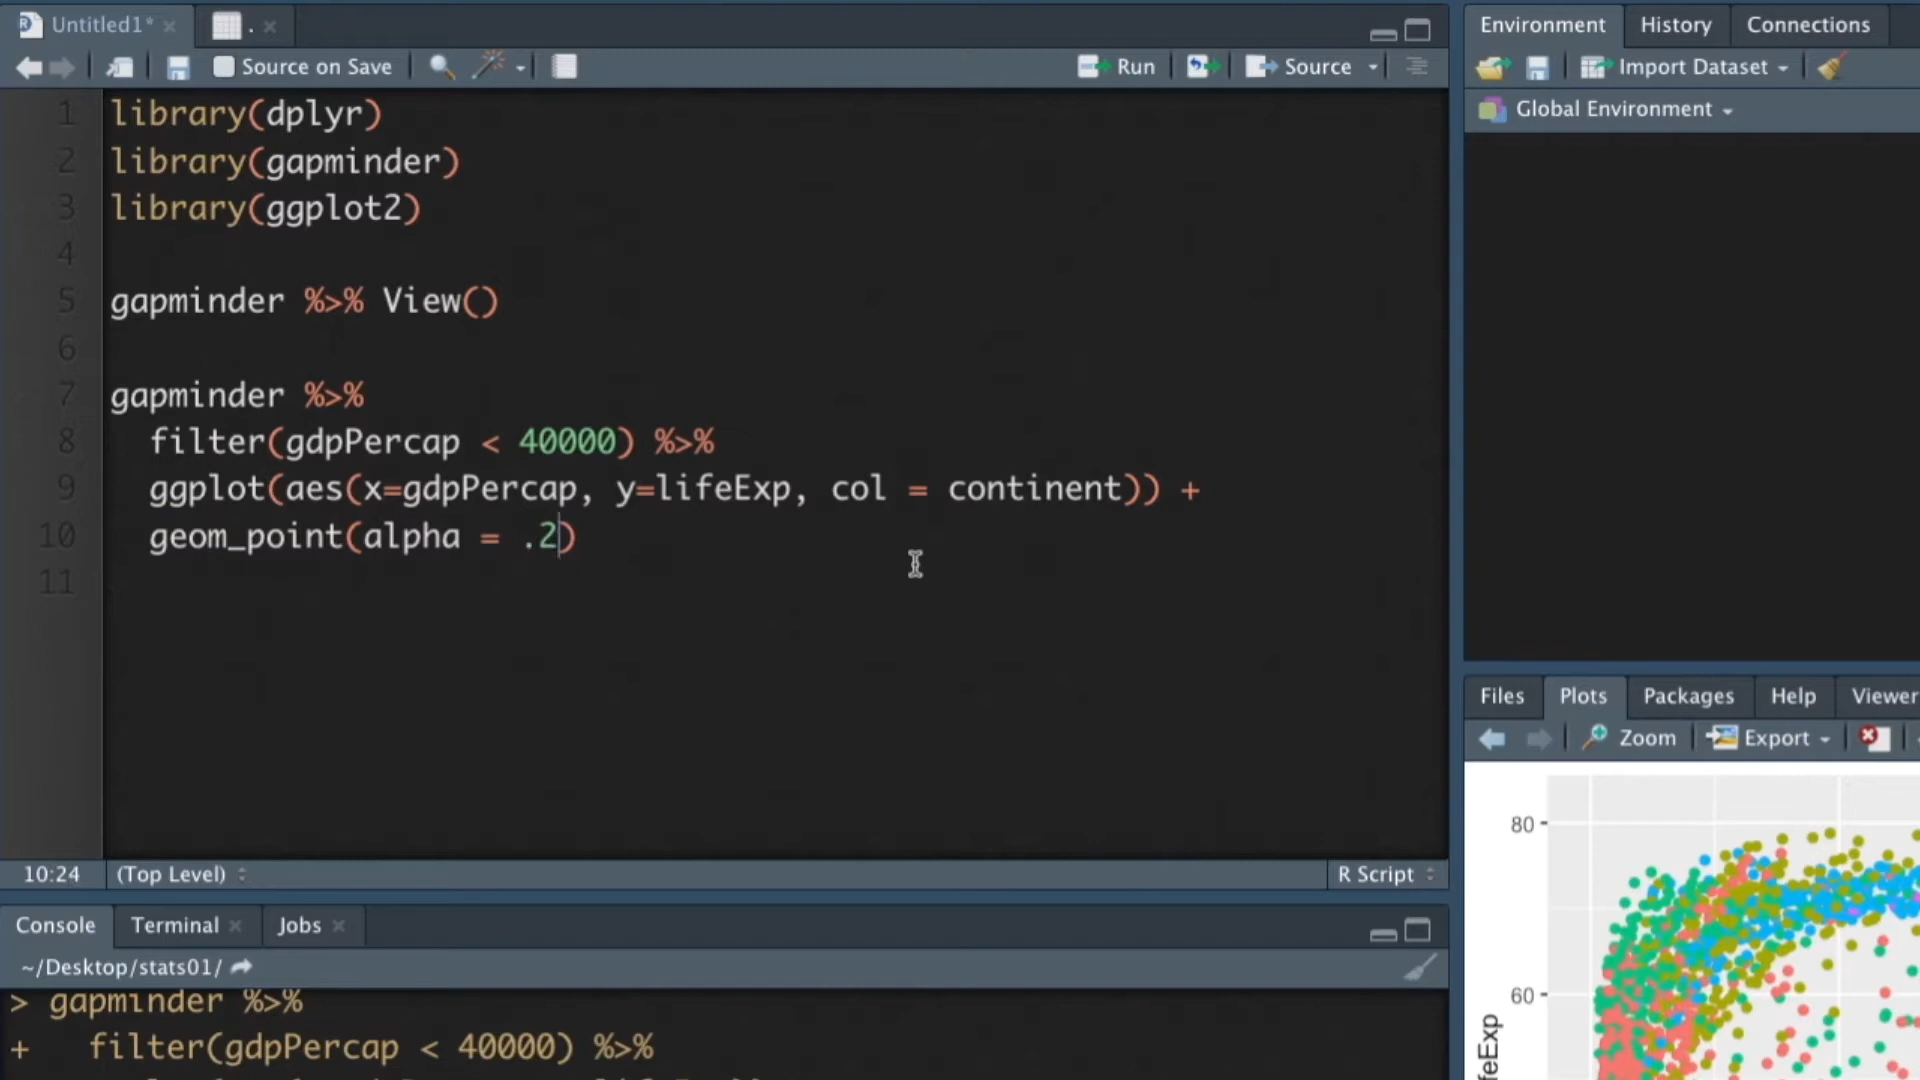 Untitled1* × . ×
Source on Save Run Source
1 library(dplyr)
2 library(gapminder)
3 library(ggplot2)
4
5 gapminder %>% View()
6
7 gapminder %>%
8 filter(gdpPercap < 40000) %>%
9 ggplot(aes(x=gdpPercap, y=lifeExp, col = continent)) +
10 geom_point(alpha = .2)
11
10:24 (Top Level) R Script
Console Terminal × Jobs ×
~/Desktop/stats01/
> gapminder %>%
+ filter(gdpPercap < 40000) %>%
Environment History Connections
Import Dataset
Global Environment
Files Plots Packages Help Viewer
Zoom Export
80
60